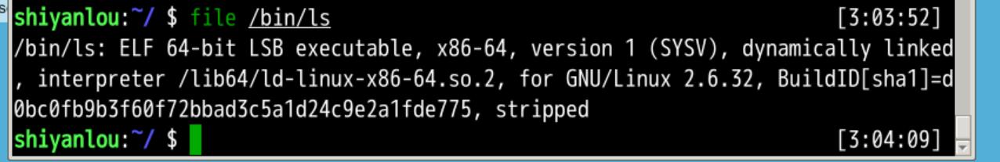 shiyanlou:~/ $ file /bin/ls [3:03:52]
/bin/ls: ELF 64-bit LSB executable, x86-64, version 1 (SYSV), dynamically linked
, interpreter /lib64/ld-linux-x86-64.so.2, for GNU/Linux 2.6.32, BuildID[sha1]=d
0bc0fb9b3f60f72bbad3c5a1d24c9e2a1fde775, stripped
shiyanlou:~/ $ [3:04:09]